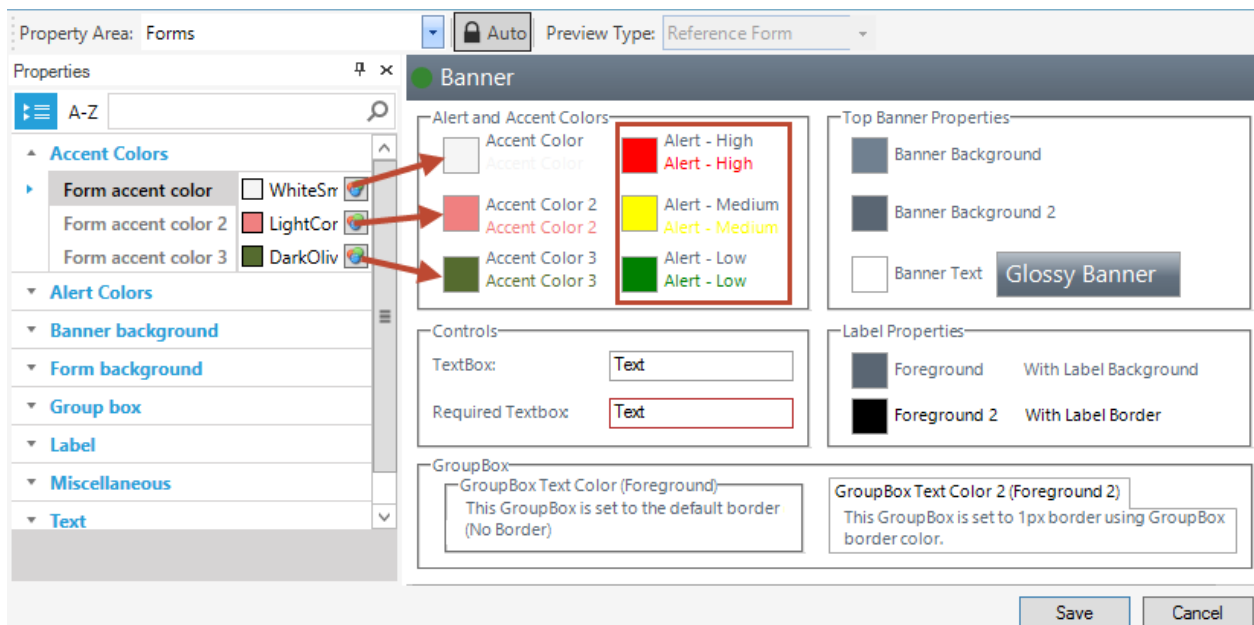 Property Area: Forms Auto Preview Type: Reference Form
Properties
A-Z
Accent Colors
Form accent color WhiteSm
Form accent color 2 LightCor
Form accent color 3 DarkOliv
Alert Colors
Banner background
Form background
Group box
Label
Miscellaneous
Text
Banner
Alert and Accent Colors
Accent Color
Accent Color
Alert - High
Alert - High
Accent Color 2
Accent Color 2
Alert - Medium
Alert - Medium
Accent Color 3
Accent Color 3
Alert - Low
Alert - Low
Top Banner Properties
Banner Background
Banner Background 2
Banner Text Glossy Banner
Controls
TextBox: Text
Required Textbox Text
Label Properties
Foreground With Label Background
Foreground 2 With Label Border
GroupBox
GroupBox Text Color (Foreground)
This GroupBox is set to the default border
(No Border)
GroupBox Text Color 2 (Foreground 2)
This GroupBox is set to 1px border using GroupBox
border color.
Save Cancel